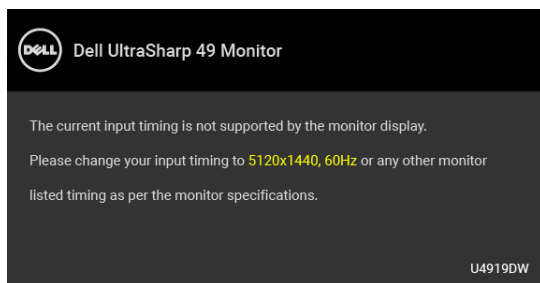 DELL Dell UltraSharp 49 Monitor
The current input timing is not supported by the monitor display.
Please change your input timing to 5120x1440, 60Hz or any other monitor
listed timing as per the monitor specifications.
U4919DW